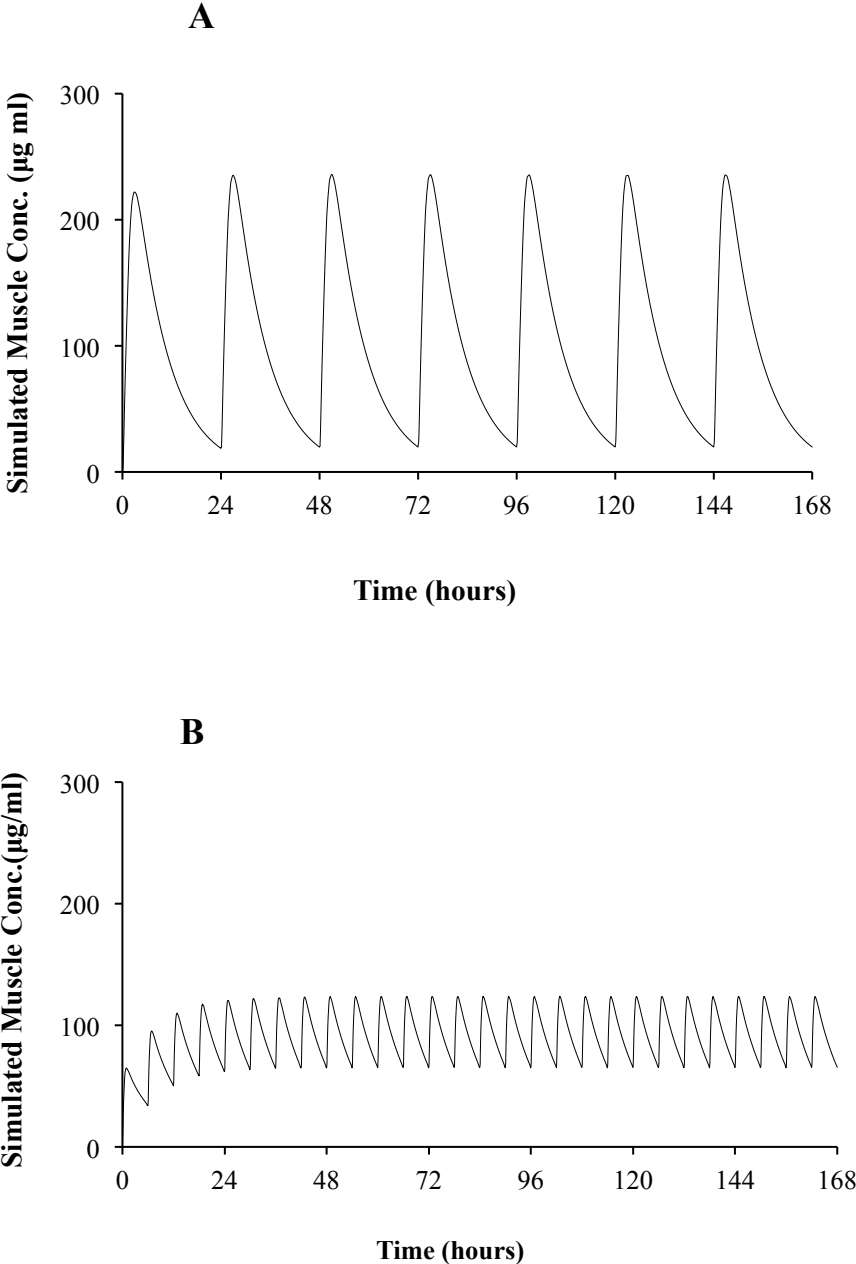 A
Simulated Muscle Conc. (µg ml)
300
200
100
0
0 24 48 72 96 120 144 168
Time (hours)
B
Simulated Muscle Conc.(µg/ml)
300
200
100
0
0 24 48 72 96 120 144 168
Time (hours)